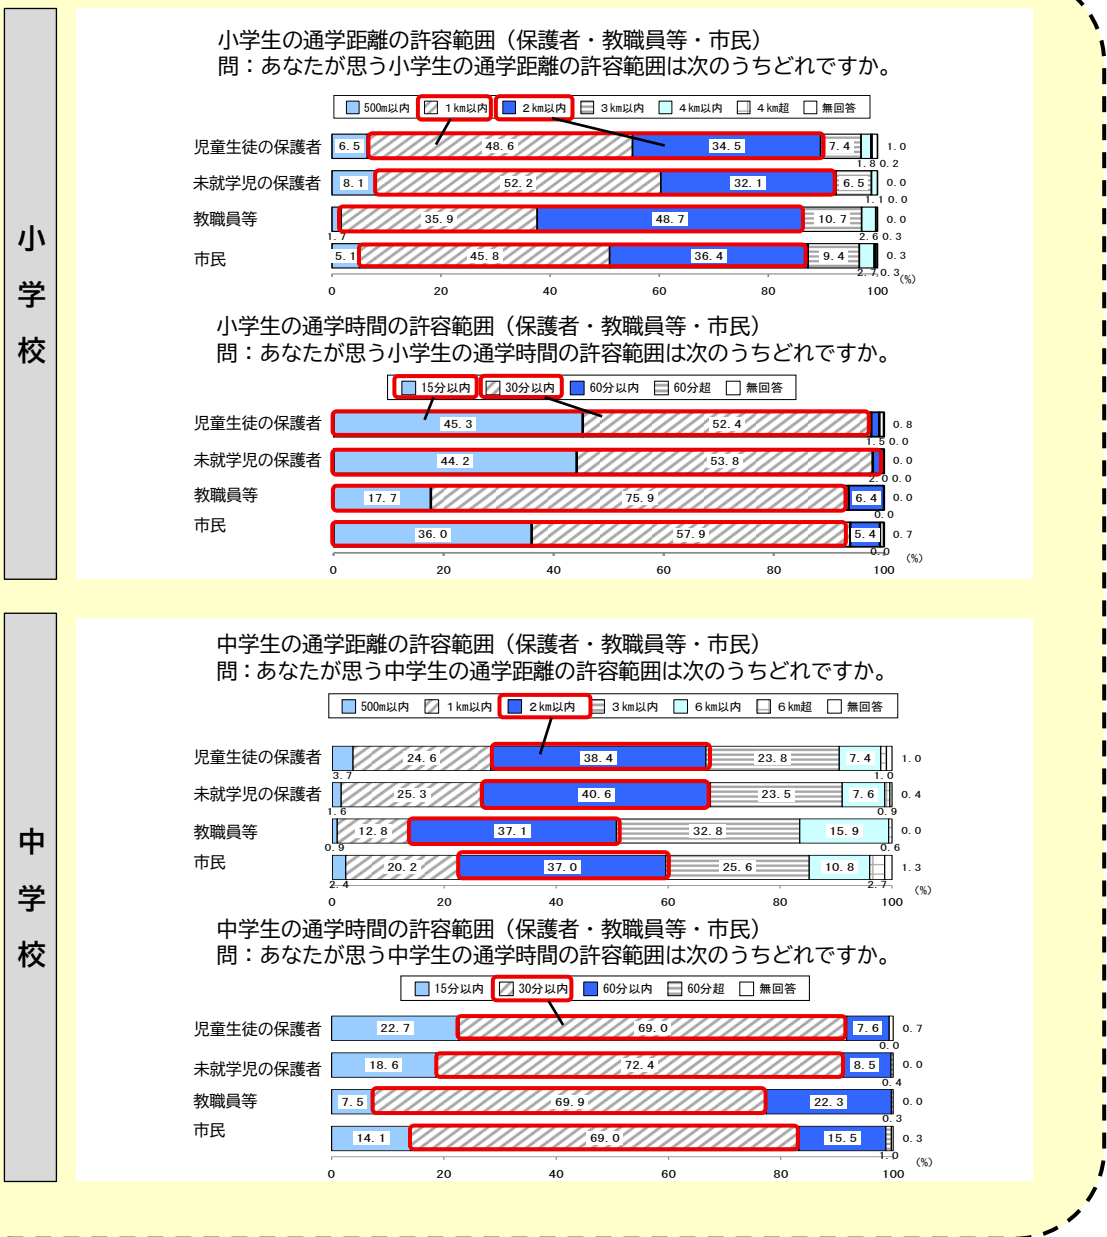 小学校
小学生の通学距離の許容範囲（保護者・教職員等・市民）
問：あなたが思う小学生の通学距離の許容範囲は次のうちどれですか。
500m以内 1km以内 2km以内 3km以内 4km以内 4km超 無回答
児童生徒の保護者 6.5 48.6 34.5 7.4 1.0
1.8 0.2
未就学児の保護者 8.1 52.2 32.1 6.5 0.0
1.1 0.0
教職員等 35.9 48.7 10.7 0.0
1.7 2.6 0.3
市民 5.1 45.8 36.4 9.4 0.3
2.7 0.3 (%)
0 20 40 60 80 100
小学生の通学時間の許容範囲（保護者・教職員等・市民）
問：あなたが思う小学生の通学時間の許容範囲は次のうちどれですか。
15分以内 30分以内 60分以内 60分超 無回答
児童生徒の保護者 45.3 52.4 0.8
1.5 0.0
未就学児の保護者 44.2 53.8 0.0
2.0 0.0
教職員等 17.7 75.9 6.4 0.0
0.0
市民 36.0 57.9 5.4 0.7
0.0 (%)
0 20 40 60 80 100
中学校
中学生の通学距離の許容範囲（保護者・教職員等・市民）
問：あなたが思う中学生の通学距離の許容範囲は次のうちどれですか。
500m以内 1km以内 2km以内 3km以内 6km以内 6km超 無回答
児童生徒の保護者 24.6 38.4 23.8 7.4 1.0
3.7 1.0
未就学児の保護者 25.3 40.6 23.5 7.6 0.4
1.6 0.9
教職員等 12.8 37.1 32.8 15.9 0.0
0.9 0.6
市民 20.2 37.0 25.6 10.8 1.3
2.4 2.7 (%)
0 20 40 60 80 100
中学生の通学時間の許容範囲（保護者・教職員等・市民）
問：あなたが思う中学生の通学時間の許容範囲は次のうちどれですか。
15分以内 30分以内 60分以内 60分超 無回答
児童生徒の保護者 22.7 69.0 7.6 0.7
0.0
未就学児の保護者 18.6 72.4 8.5 0.0
0.4
教職員等 7.5 69.9 22.3 0.0
0.3
市民 14.1 69.0 15.5 0.3
1.0 (%)
0 20 40 60 80 100